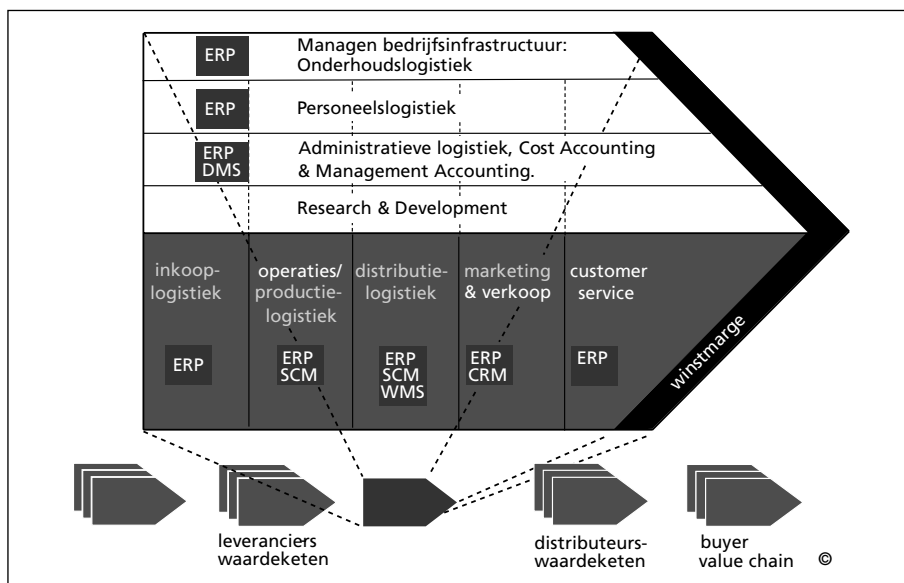 ERP
Managen bedrijfsinfrastructuur:
Onderhoudslogistiek
ERP
Personeelslogistiek
ERP
DMS
Administratieve logistiek, Cost Accounting
& Management Accounting.
Research & Development
inkoop-
logistiek
operaties/
productie-
logistiek
distributie-
logistiek
marketing
& verkoop
customer
service
ERP
ERP
SCM
ERP
SCM
WMS
ERP
CRM
ERP
winstmarge
leveranciers
waardeketen
distributeurs-
waardeketen
buyer
value chain ©